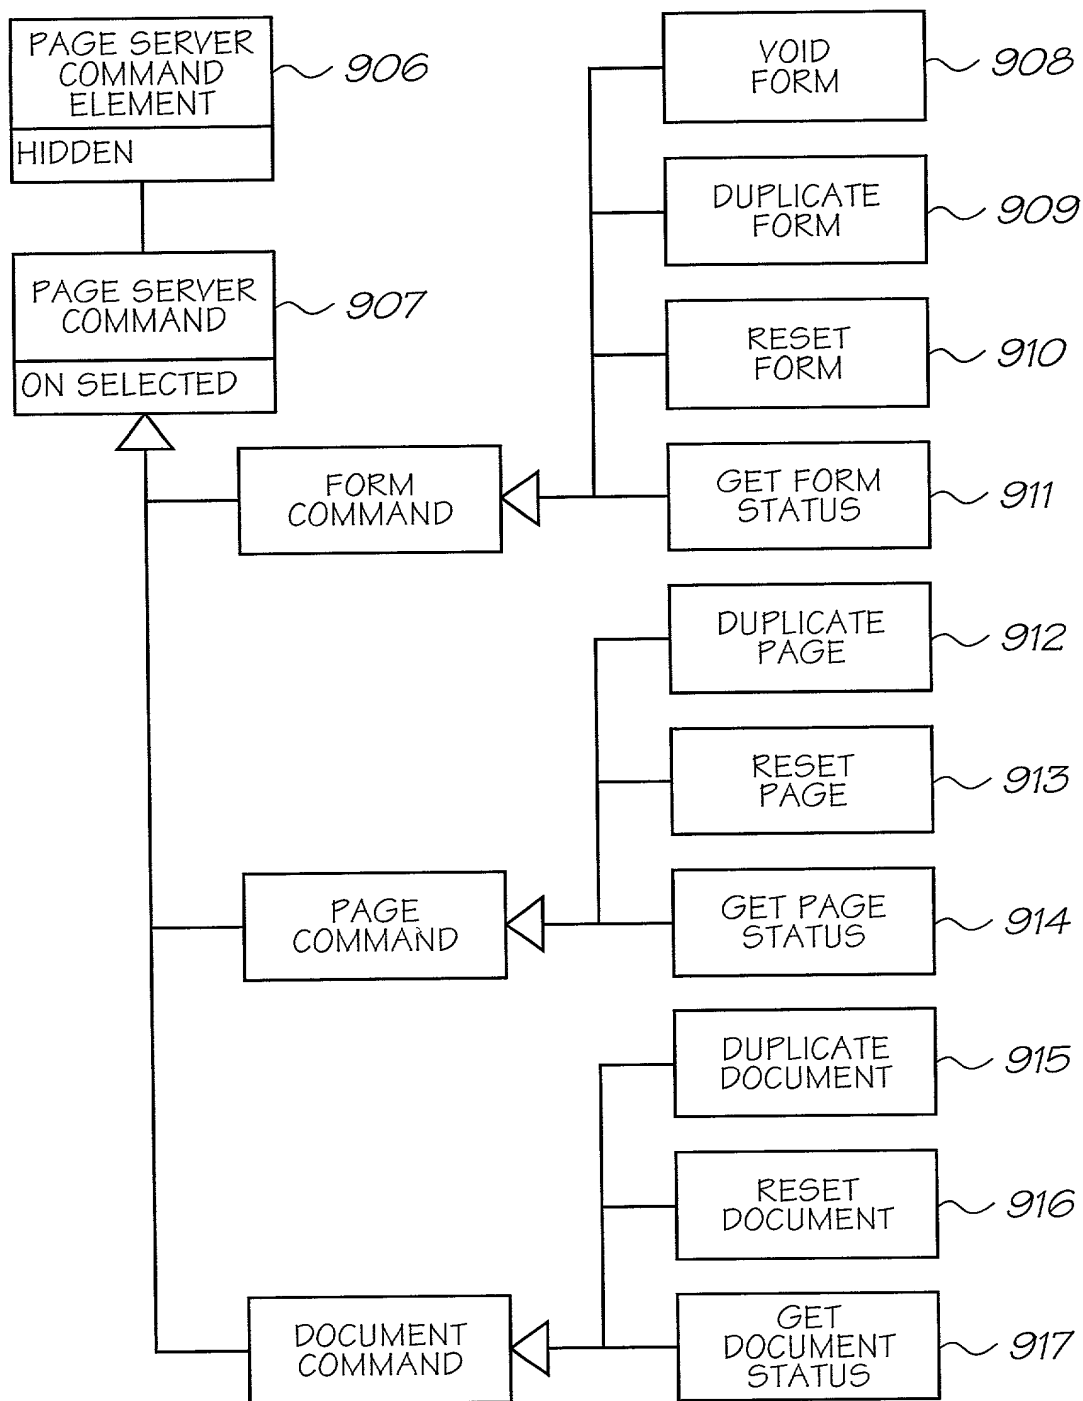 PAGE SERVER
COMMAND
ELEMENT
906
HIDDEN
PAGE SERVER
COMMAND
907
ON SELECTED
FORM
COMMAND
VOID
FORM
908
DUPLICATE
FORM
909
RESET
FORM
910
GET FORM
STATUS
911
PAGE
COMMAND
DUPLICATE
PAGE
912
RESET
PAGE
913
GET PAGE
STATUS
914
DOCUMENT
COMMAND
DUPLICATE
DOCUMENT
915
RESET
DOCUMENT
916
GET
DOCUMENT
STATUS
917